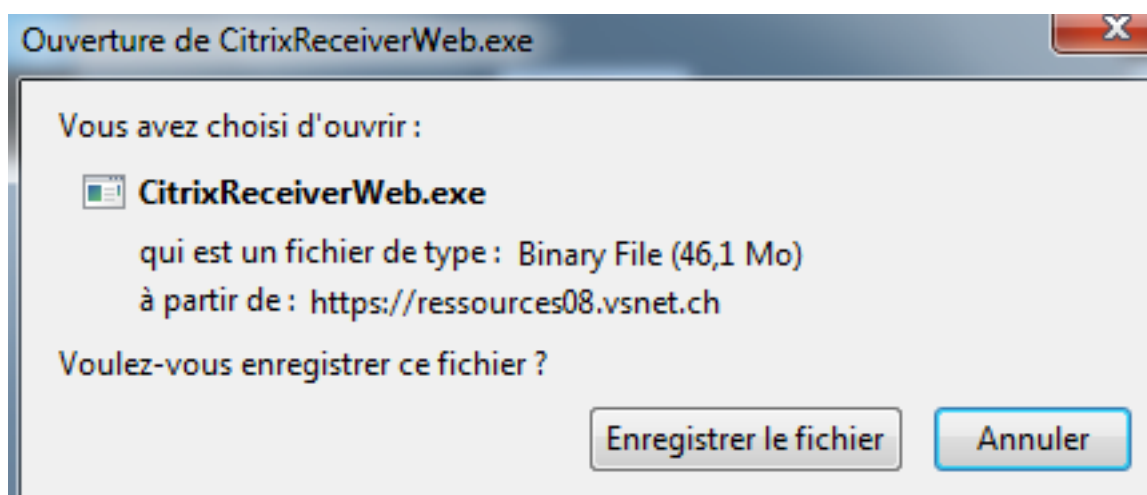 Ouverture de CitrixReceiverWeb.exe
Vous avez choisi d'ouvrir :
CitrixReceiverWeb.exe
qui est un fichier de type : Binary File (46,1 Mo)
à partir de : https://ressources08.vsnet.ch
Voulez-vous enregistrer ce fichier ?
Enregistrer le fichier Annuler